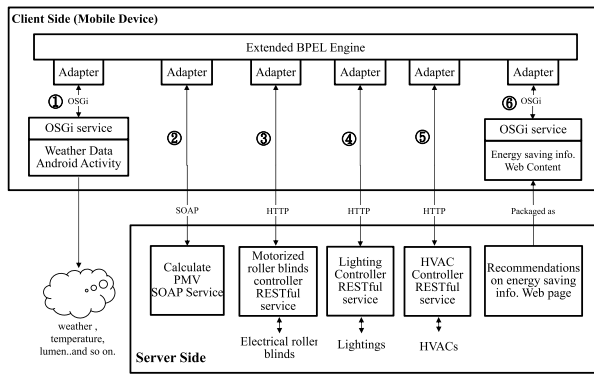 Client Side (Mobile Device)
Extended BPEL Engine
Adapter
Adapter
Adapter
Adapter
Adapter
Adapter
① OSGi
②
③
④
⑤
⑥ OSGi
OSGi service
Weather Data
Android Activity
OSGi service
Energy saving info.
Web Content
SOAP
HTTP
HTTP
HTTP
Packaged as
Calculate
PMV
SOAP Service
Motorized
roller blinds
controller
RESTful
service
Lighting
Controller
RESTful
service
HVAC
Controller
RESTful
service
Recommendations
on energy saving
info. Web page
weather ,
temperature,
lumen..and so on.
Electrical roller
blinds
Lightings
HVACs
Server Side